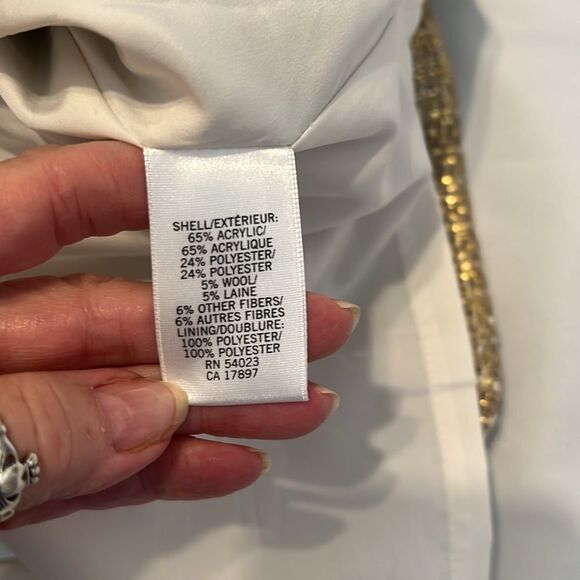 SHELL/EXTÉRIEUR:
65% ACRYLIC/
65% ACRYLIQUE
24% POLYESTER/
24% POLYESTER
5% WOOL/
5% LAINE
6% OTHER FIBERS/
6% AUTRES FIBRES
LINING/DOUBLURE:
100% POLYESTER/
100% POLYESTER
RN 54023
CA 17897